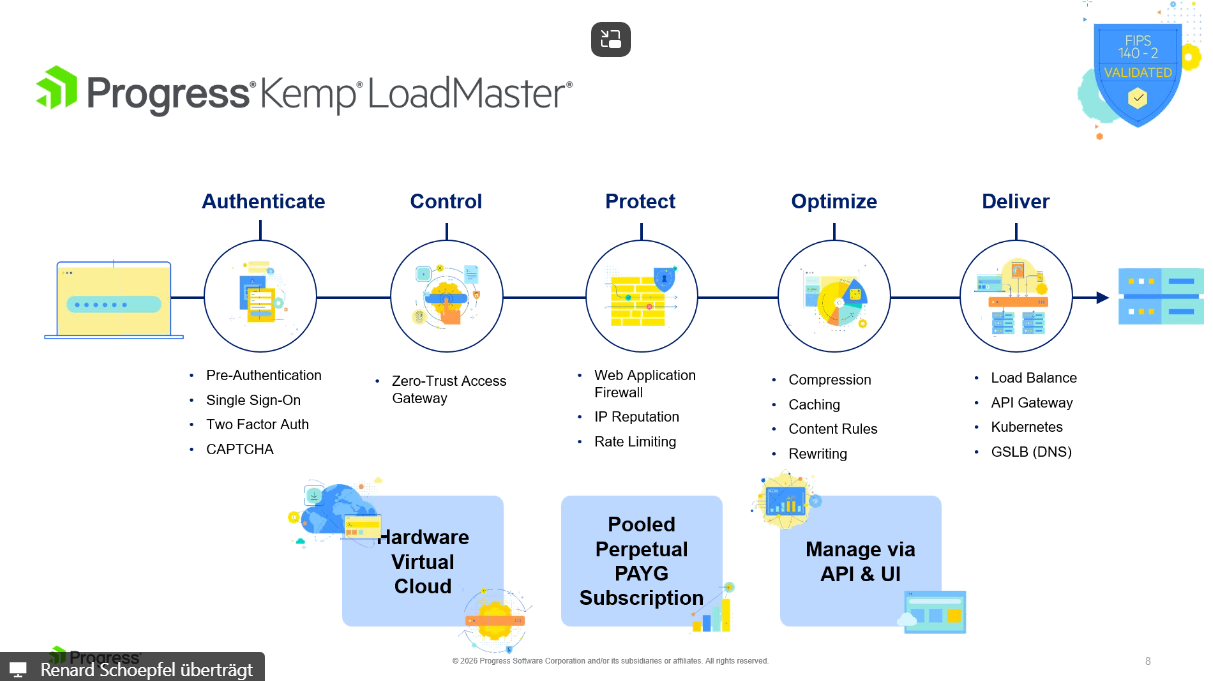 FIPS
140 - 2
VALIDATED
Progress® Kemp® LoadMaster®
Authenticate
Control
Protect
Optimize
Deliver
• Pre-Authentication
• Single Sign-On
• Two Factor Auth
• CAPTCHA
• Zero-Trust Access
Gateway
• Web Application
Firewall
• IP Reputation
• Rate Limiting
• Compression
• Caching
• Content Rules
• Rewriting
• Load Balance
• API Gateway
• Kubernetes
• GSLB (DNS)
Hardware
Virtual
Cloud
Pooled
Perpetual
PAYG
Subscription
Manage via
API & UI
Progress®
Renard Schoepfel überträgt
© 2026 Progress Software Corporation and/or its subsidiaries or affiliates. All rights reserved.
8